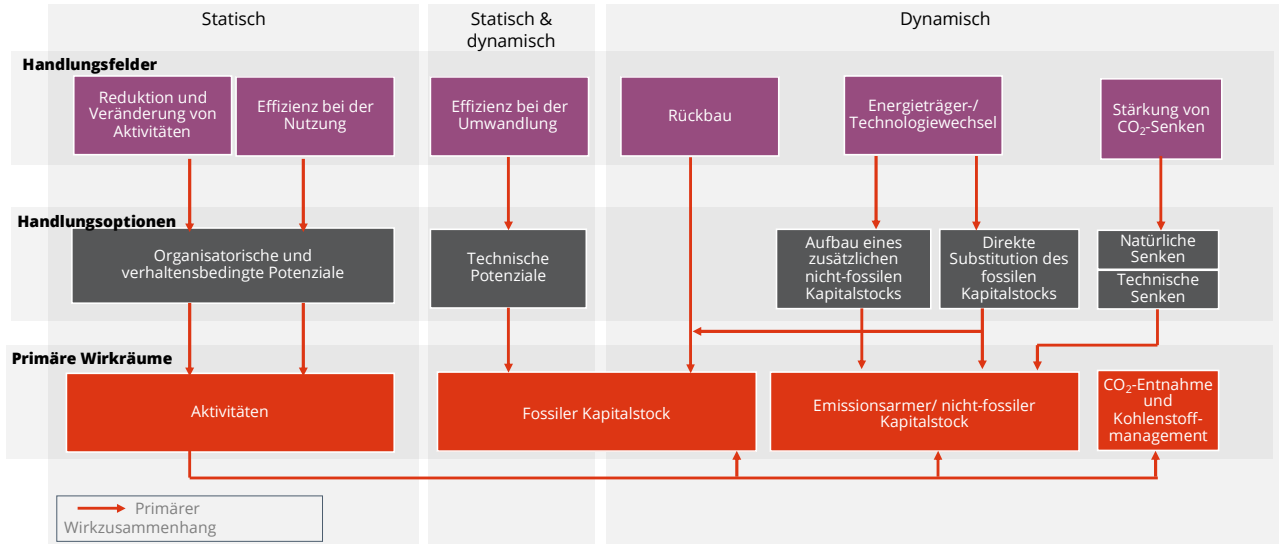 Statisch
Statisch &
dynamisch
Dynamisch
Handlungsfelder
Reduktion und
Veränderung von
Aktivitäten
Effizienz bei der
Nutzung
Effizienz bei der
Umwandlung
Rückbau
Energieträger-/
Technologiewechsel
Stärkung von
CO₂-Senken
Handlungsoptionen
Organisatorische und
verhaltensbedingte Potenziale
Technische
Potenziale
Aufbau eines
zusätzlichen
nicht-fossilen
Kapitalstocks
Direkte
Substitution des
fossilen
Kapitalstocks
Natürliche
Senken
Technische
Senken
Primäre Wirkräume
Aktivitäten
Fossiler Kapitalstock
Emissionsarmer/ nicht-fossiler
Kapitalstock
CO₂-Entnahme
und
Kohlenstoff-
management
Primärer
Wirkzusammenhang